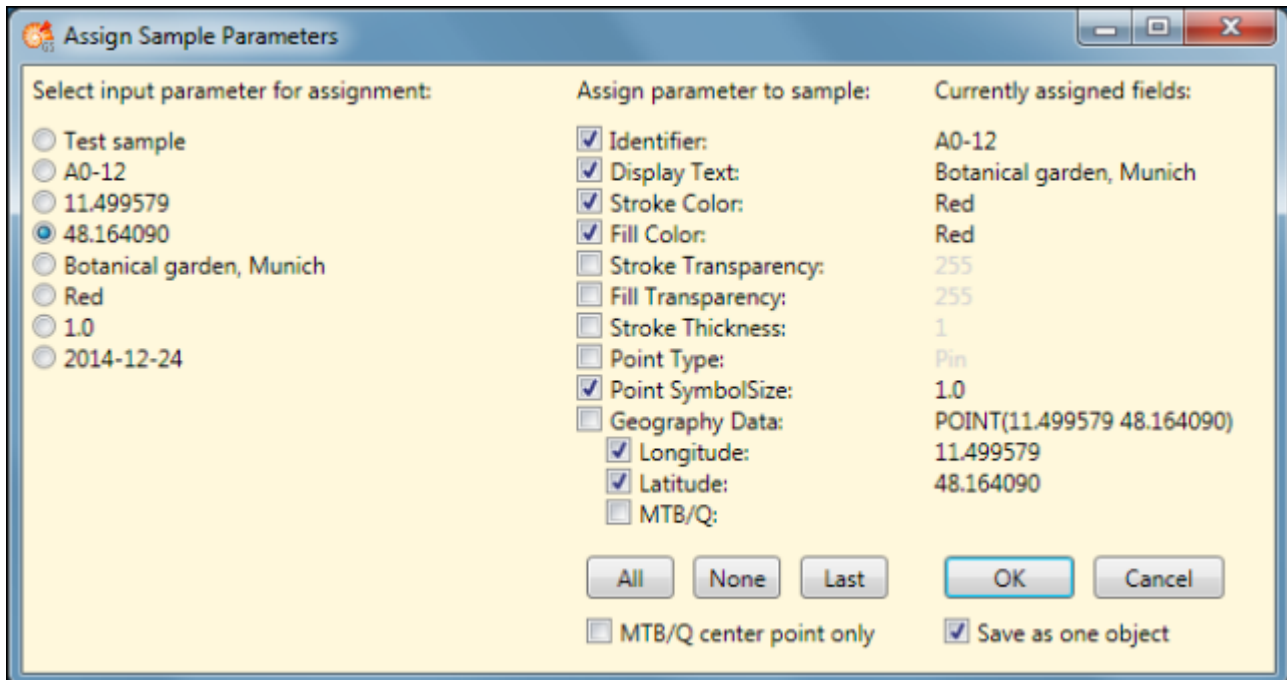 Assign Sample Parameters
Select input parameter for assignment: Assign parameter to sample: Currently assigned fields:
Test sample Identifier: A0-12
A0-12 Display Text: Botanical garden, Munich
11.499579 Stroke Color: Red
48.164090 Fill Color: Red
Botanical garden, Munich Stroke Transparency: 255
Red Fill Transparency: 255
1.0 Stroke Thickness: 1
2014-12-24 Point Type: Pin
Point SymbolSize: 1.0
Geography Data: POINT(11.499579 48.164090)
Longitude: 11.499579
Latitude: 48.164090
MTB/Q:
All None Last OK Cancel
MTB/Q center point only Save as one object